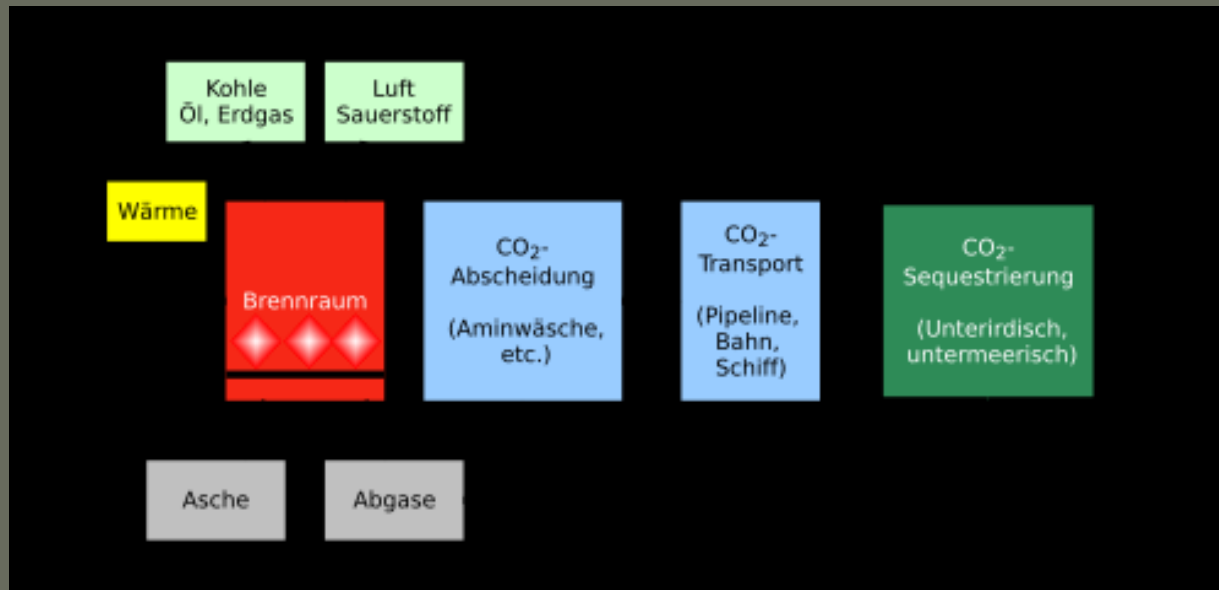 Kohle
Öl, Erdgas
Luft
Sauerstoff
Wärme
Brennraum
CO₂-
Abscheidung
(Aminwäsche,
etc.)
CO₂-
Transport
(Pipeline,
Bahn,
Schiff)
CO₂-
Sequestrierung
(Unterirdisch,
untermeerisch)
Asche
Abgase